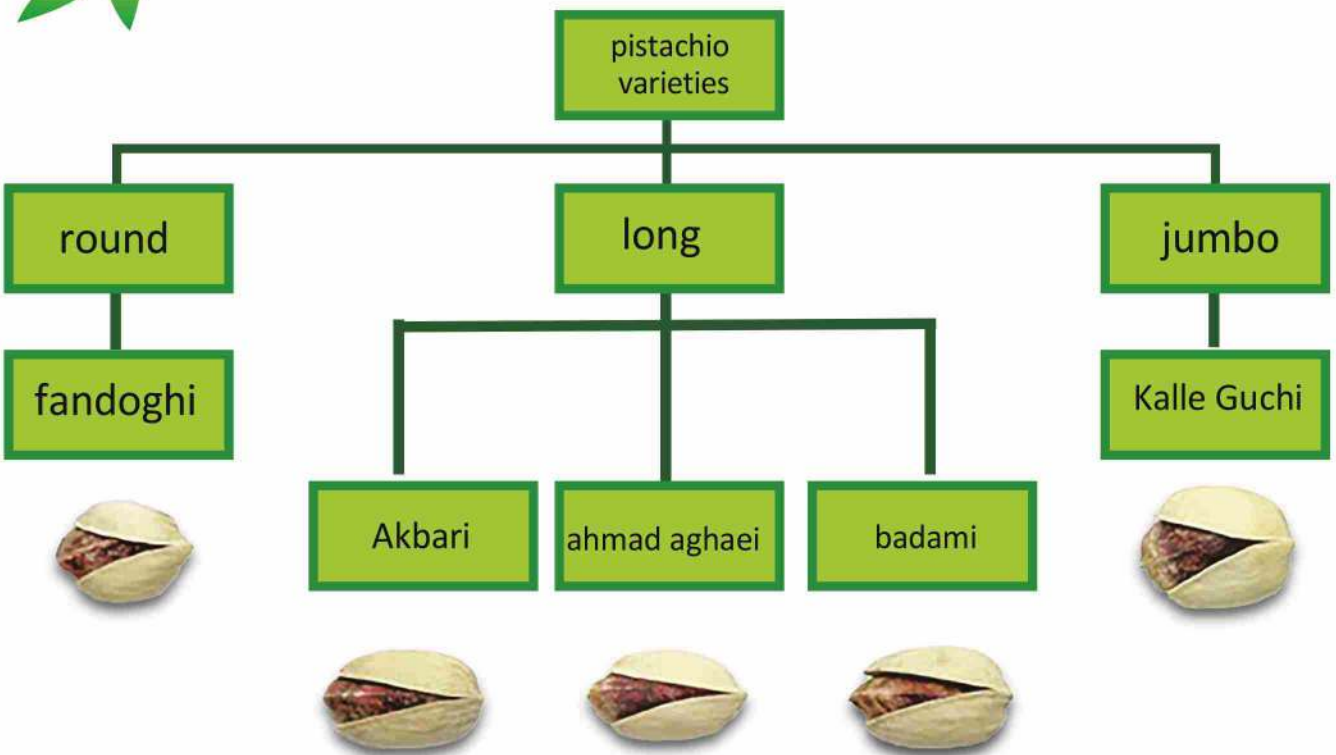 pistachio
varieties
round
long
jumbo
fandoghi
Kalle Guchi
Akbari
ahmad aghaei
badami